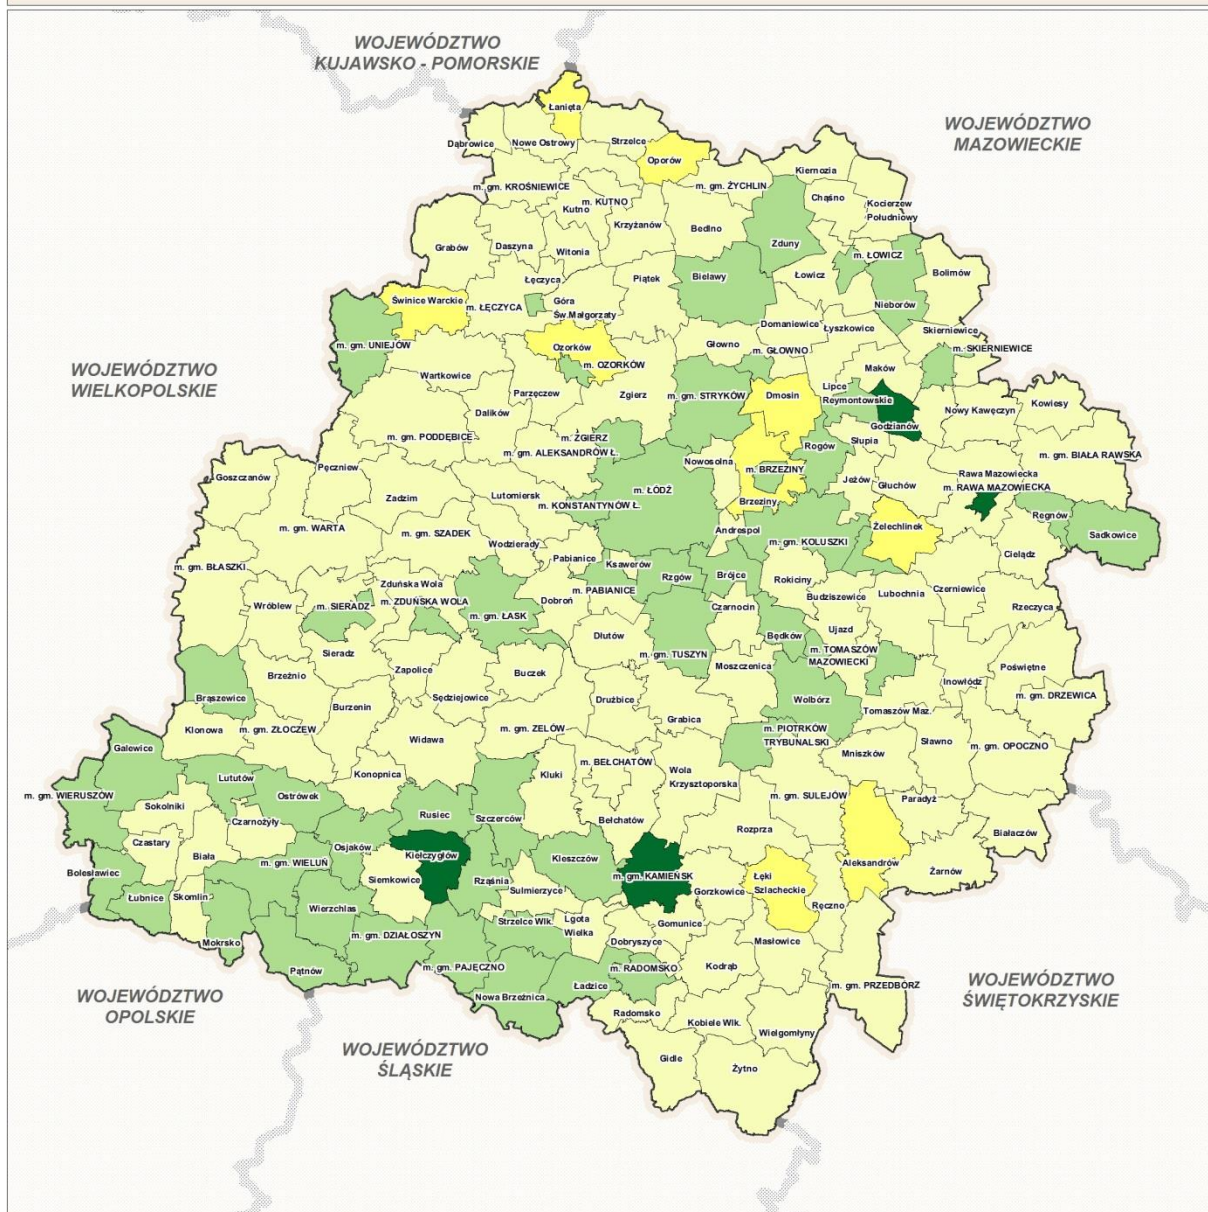 WOJEWÓDZTWO
KUJAWSKO - POMORSKIE
WOJEWÓDZTWO
MAZOWIECKIE
Łanięta
Dąbrowice
Nowe Ostrowy
Strzelce
Oporów
Kiernozia
m. gm. KROŚNIEWICE
m. gm. ŻYCHLIN
Chąśno
m. KUTNO
Kutno
Kocierzew
Południowy
Krzyżanów
Bedlno
Zduny
Grabów
Daszyna
Witonia
m. ŁOWICZ
Łęczyca
Piątek
Bielawy
Łowicz
Bolimów
Świnice Warckie
m. ŁĘCZYCA
Góra
Św.Małgorzaty
Nieborów
Domaniewice
Łyszkowice
Skierniewice
m. gm. UNIEJÓW
Ozorków
Głowno
m. GŁOWNO
m. SKIERNIEWICE
WOJEWÓDZTWO
WIELKOPOLSKIE
m. OZORKÓW
Wartkowice
Maków
Parzęczew
Zgierz
m. gm. STRYKÓW
Dmosin
Lipce
Reymontowskie
Dalików
Nowy Kawęczyn
Kowiesy
Godzianów
m. gm. PODDĘBICE
m. ZGIERZ
m. gm. ALEKSANDRÓW Ł.
Rogów
Słupia
m. gm. BIAŁA RAWSKA
Pęczniew
Nowosolna
m. BRZEZINY
Goszczanów
Zadzim
Lutomiersk
m. ŁÓDŹ
Jeżów
Głuchów
Rawa Mazowiecka
m. RAWA MAZOWIECKA
m. KONSTANTYNÓW Ł.
Brzeziny
Regnów
m. gm. WARTA
m. gm. SZADEK
Andrespol
Żelechlinek
Sadkowice
Wodzierady
m. gm. KOLUSZKI
m. gm. BŁASZKI
Pabianice
Ksawerów
Cielądz
Zduńska Wola
Rzgów
Brójce
Rokiciny
m. PABIANICE
Budziszewice
Lubochnia
Czerniewice
Wróblew
m. SIERADZ
m. ZDUŃSKA WOLA
m. gm. ŁASK
Dobroń
Czarnocin
Rzeczyca
Dłutów
Będków
Ujazd
Sieradz
m. gm. TUSZYN
m. TOMASZÓW
MAZOWIECKI
Brzeźnio
Zapolice
Buczek
Moszczenica
Poświętne
Inowłódz
Brąszewice
Sędziejowice
Drużbice
Wolbórz
m. gm. DRZEWICA
Burzenin
Grabica
Tomaszów Maz.
Klonowa
m. gm. ZŁOCZEW
Widawa
m. gm. ZELÓW
m. PIOTRKÓW
TRYBUNALSKI
Sławno
m. gm. OPOCZNO
Galewice
Mniszków
Konopnica
Kluki
m. BEŁCHATÓW
Wola
Krzysztoporska
Lututów
m. gm. WIERUSZÓW
Ostrówek
m. gm. SULEJÓW
Paradyż
Sokolniki
Rusiec
Szczerców
Bełchatów
Czarnożyły
Rozprza
Białaczów
Czastary
Osjaków
Biała
m. gm. WIELUŃ
Kiełczygłów
Kleszczów
Aleksandrów
Żarnów
Bolesławiec
Siemkowice
Rząśnia
m. gm. KAMIEŃSK
Łęki
Szlacheckie
Sulmierzyce
Gorzkowice
Łubnice
Skomlin
Wierzchlas
Ręczno
Strzelce Wlk.
Lgota
Wielka
Gomunice
Mokrsko
m. gm. DZIAŁOSZYN
Dobryszyce
Masłowice
Pątnów
m. gm. PAJĘCZNO
m. RADOMSKO
Kodrąb
Ładzice
m. gm. PRZEDBÓRZ
WOJEWÓDZTWO
OPOLSKIE
Nowa Brzeźnica
WOJEWÓDZTWO
ŚWIĘTOKRZYSKIE
Radomsko
Kobiele Wlk.
Wielgomłyny
WOJEWÓDZTWO
ŚLĄSKIE
Gidle
Żytno